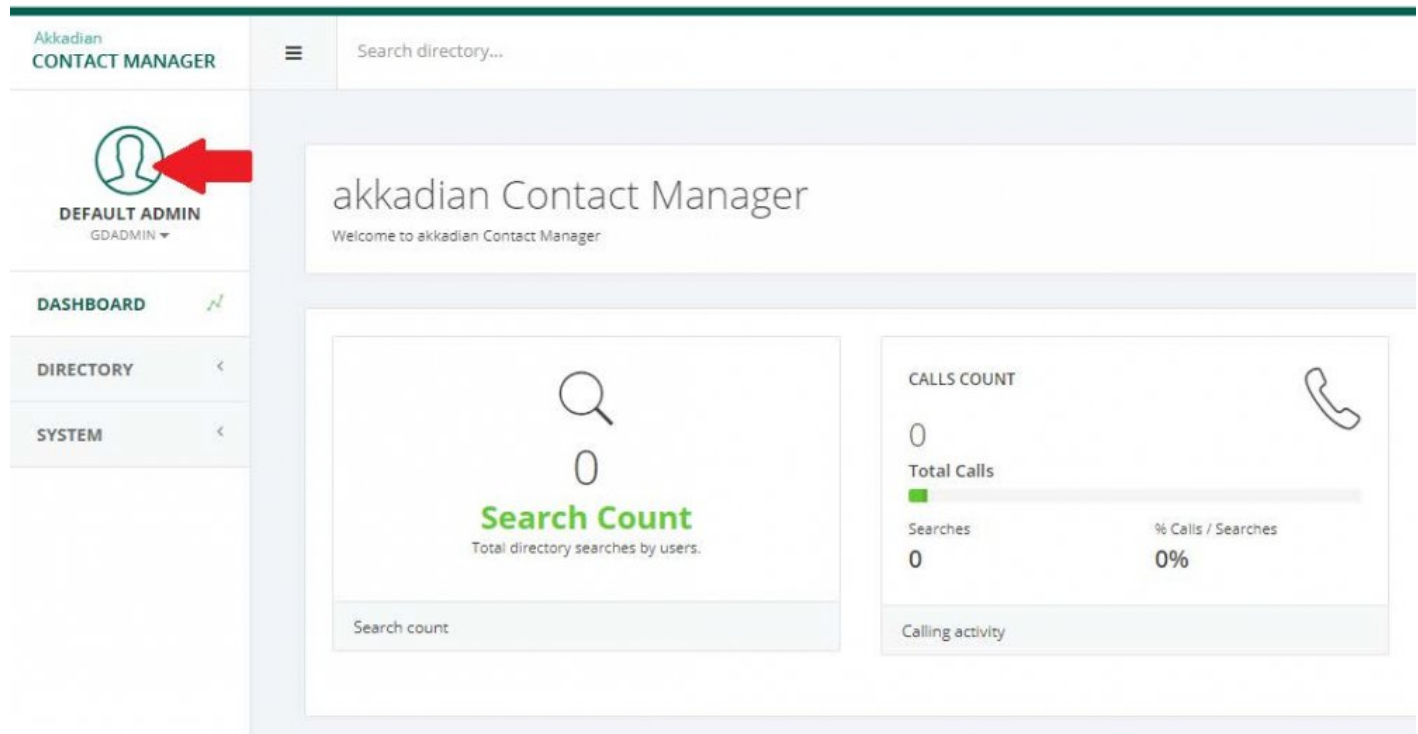 Akkadian
CONTACT MANAGER
Search directory...
DEFAULT ADMIN
GDADMIN
DASHBOARD
DIRECTORY
SYSTEM
akkadian Contact Manager
Welcome to akkadian Contact Manager
0
Search Count
Total directory searches by users.
Search count
CALLS COUNT
0
Total Calls
Searches
% Calls / Searches
0
0%
Calling activity